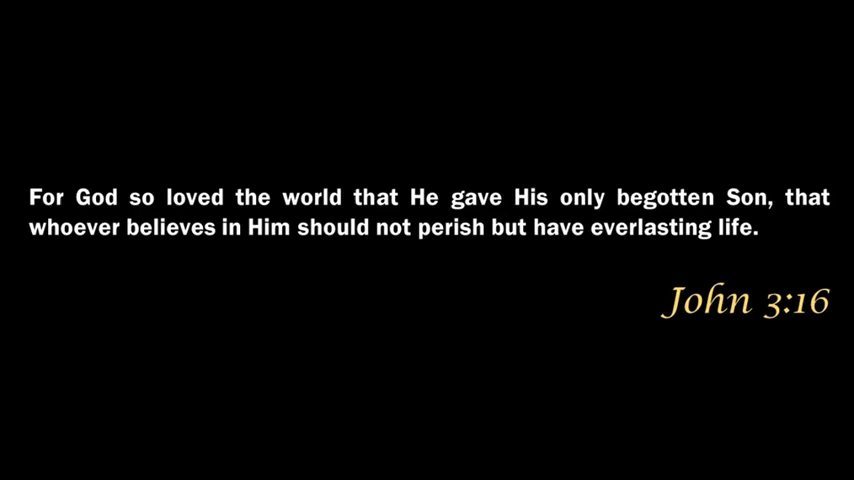 For God so loved the world that He gave His only begotten Son, that
whoever believes in Him should not perish but have everlasting life.
John 3:16